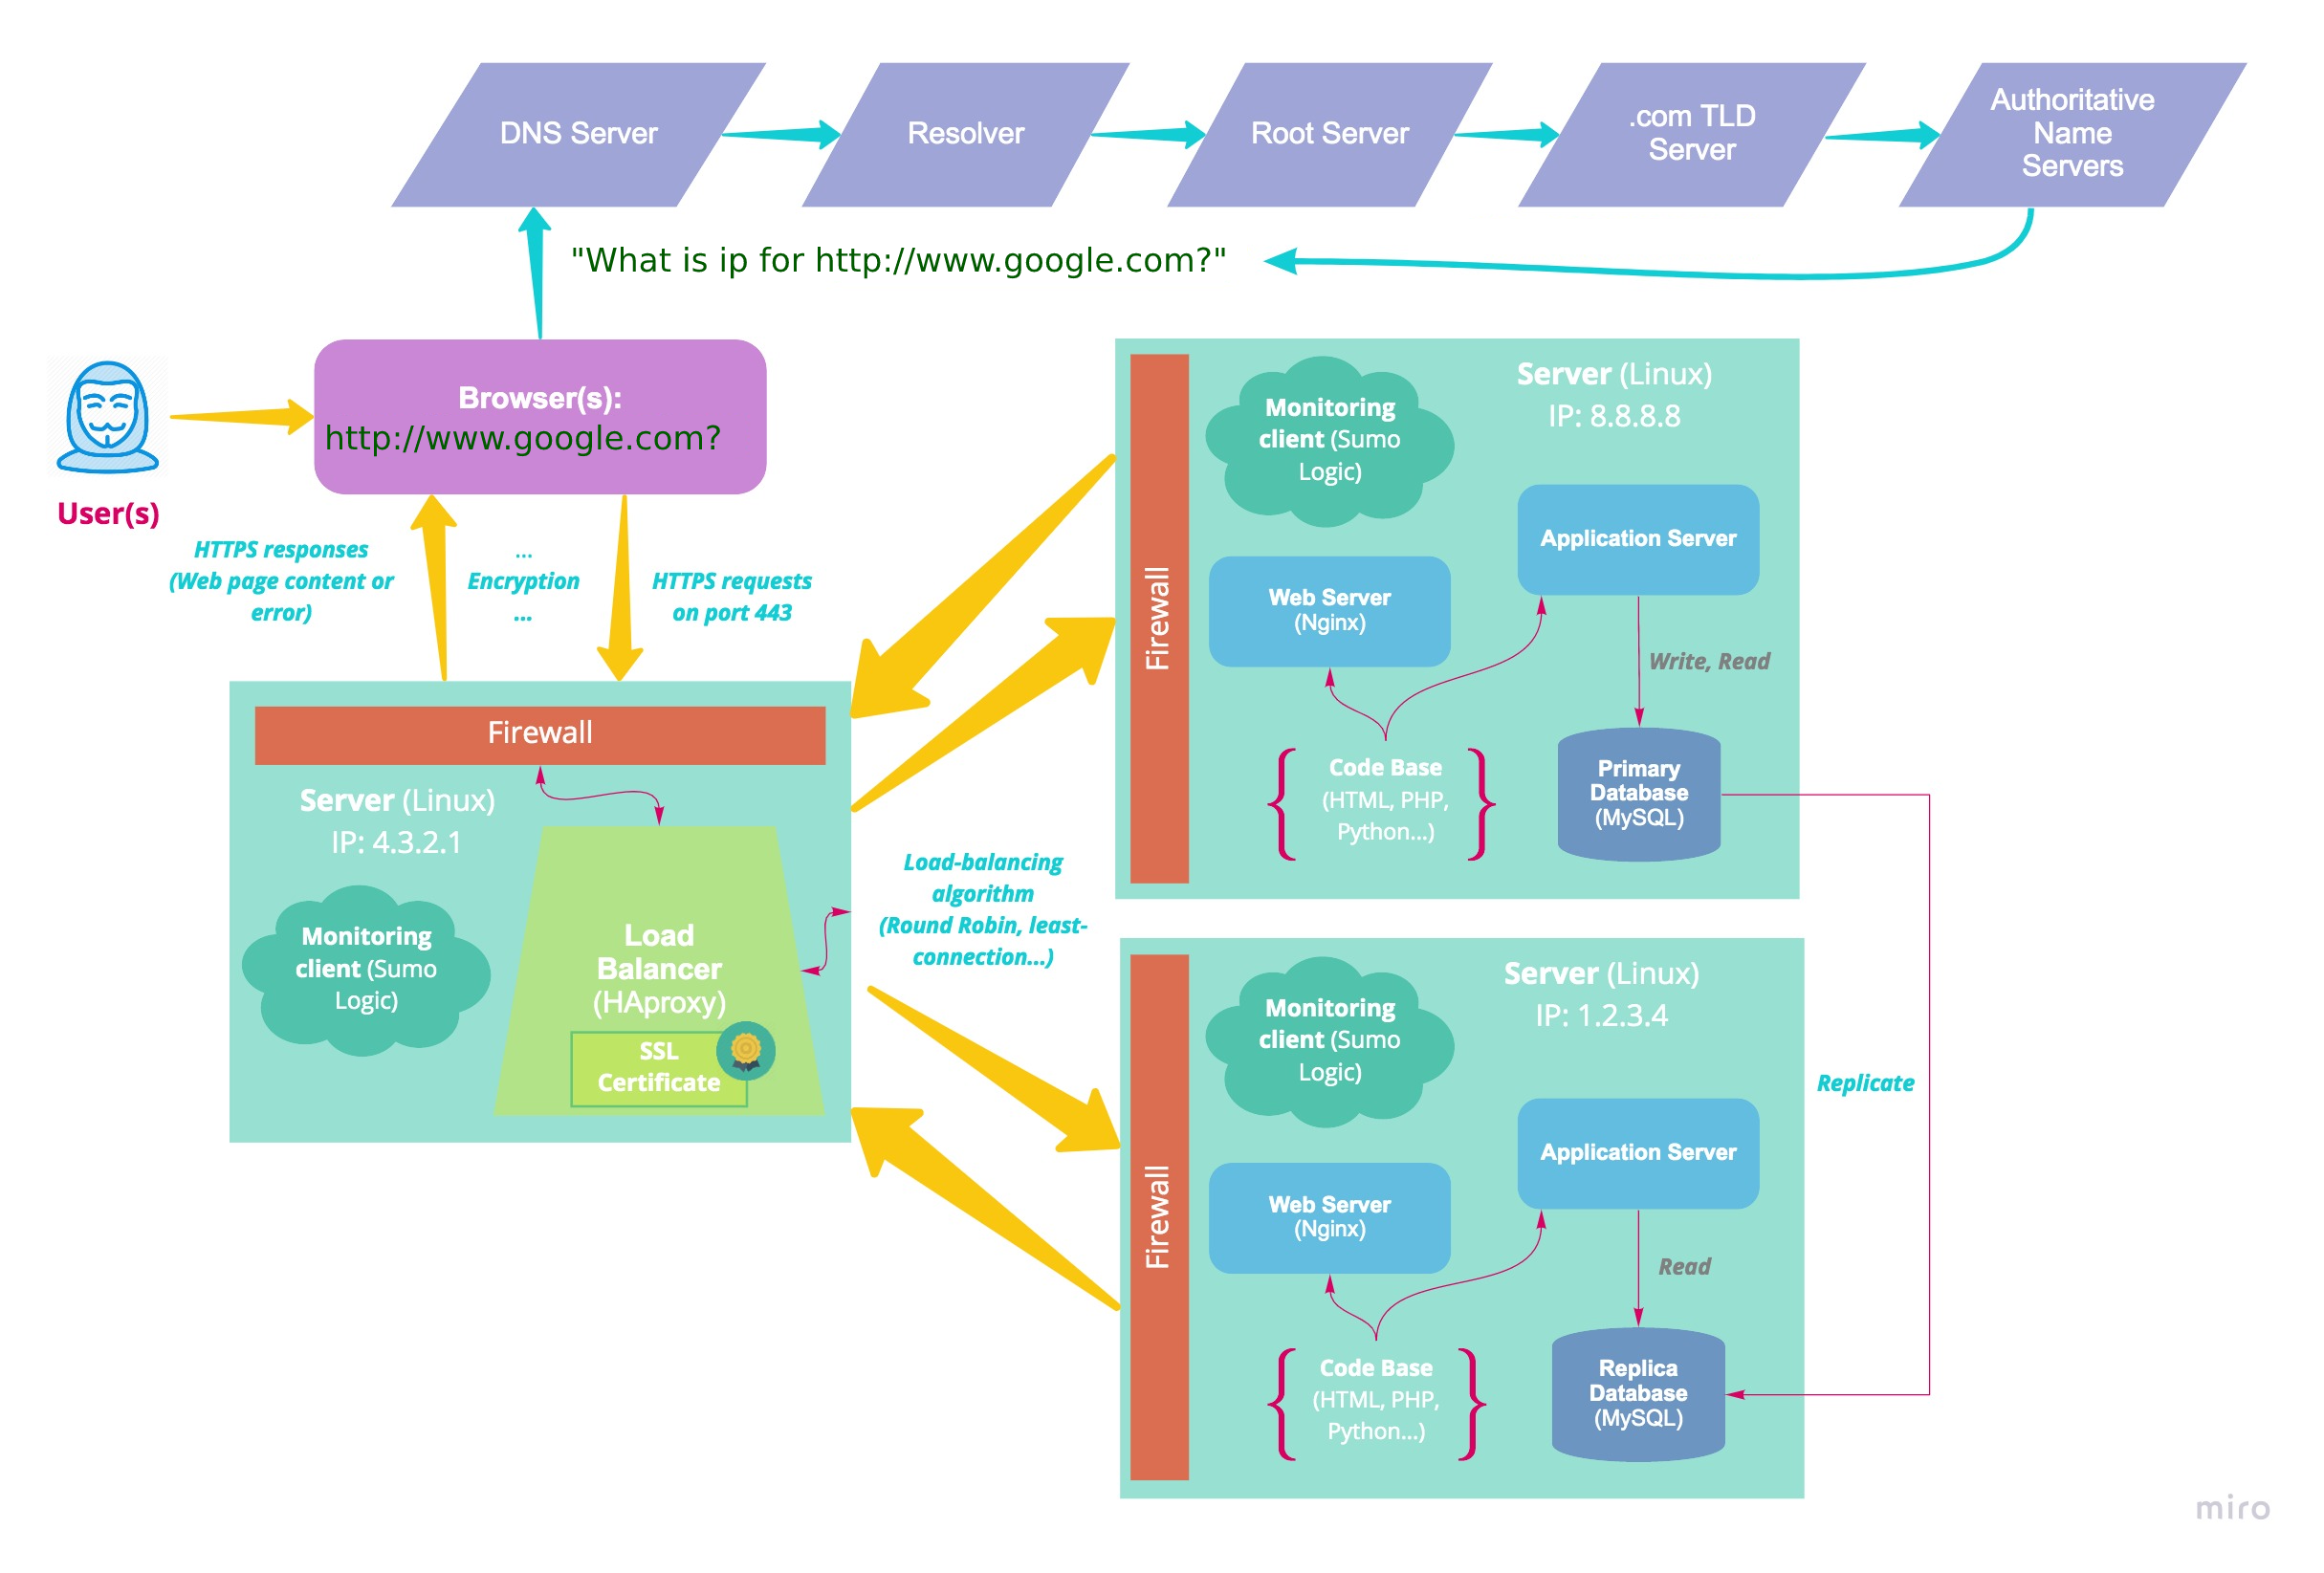 DNS Server
Resolver
Root Server
.com TLD
Server
Authoritative
Name
Servers
"What is ip for http://www.google.com?"
Browser(s):
http://www.google.com?
User(s)
HTTPS responses
(Web page content or
error)
...
Encryption
...
HTTPS requests
on port 443
Firewall
Server (Linux)
IP: 4.3.2.1
Monitoring
client (Sumo
Logic)
Load
Balancer
(HAproxy)
SSL
Certificate
Load-balancing
algorithm
(Round Robin, least-
connection...)
Firewall
Monitoring
client (Sumo
Logic)
Server (Linux)
IP: 8.8.8.8
Application Server
Web Server
(Nginx)
Write, Read
Code Base
(HTML, PHP,
Python...)
Primary
Database
(MySQL)
Firewall
Monitoring
client (Sumo
Logic)
Server (Linux)
IP: 1.2.3.4
Replicate
Application Server
Web Server
(Nginx)
Read
Code Base
(HTML, PHP,
Python...)
Replica
Database
(MySQL)
miro